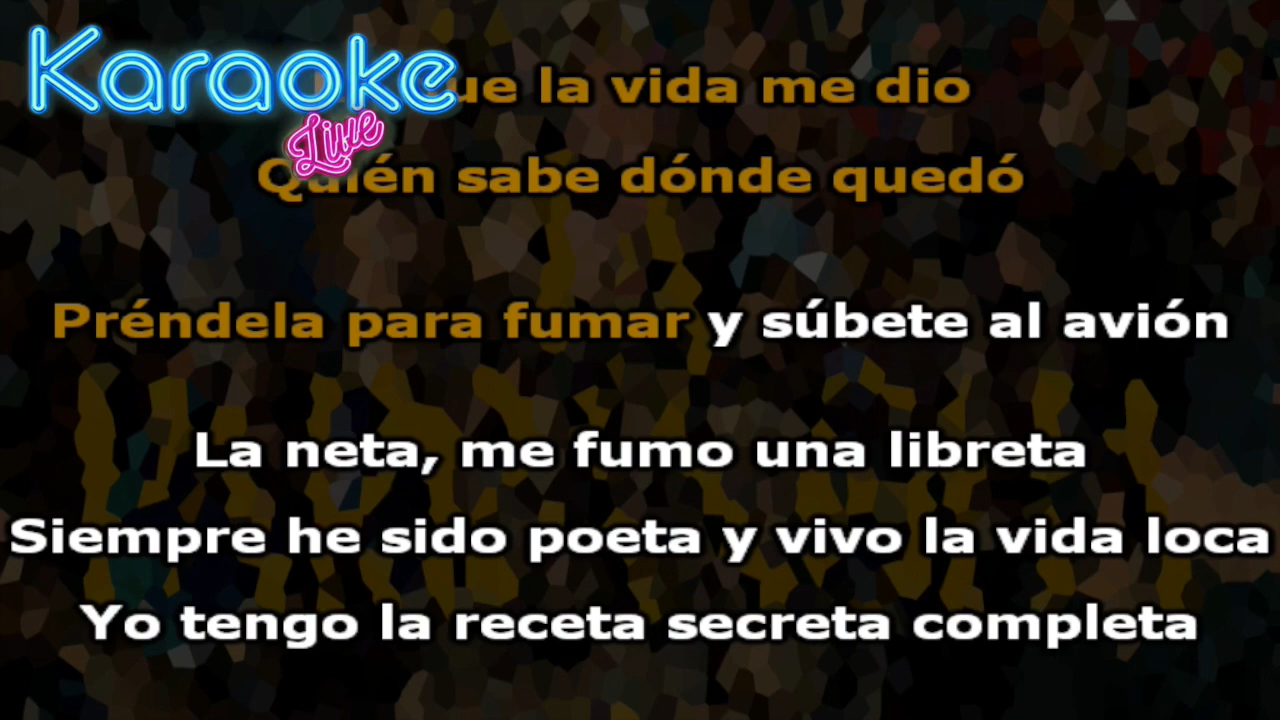 Karaoke
Live
la vida me dio
Quién sabe dónde quedó
Préndela para fumar y súbete al avión
La neta, me fumo una libreta
Siempre he sido poeta y vivo la vida loca
Yo tengo la receta secreta completa